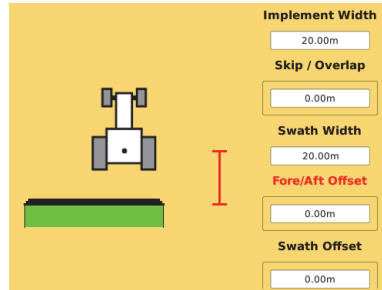 Implement Width
20.00m
Skip / Overlap
0.00m
Swath Width
20.00m
Fore/Aft Offset
0.00m
Swath Offset
0.00m